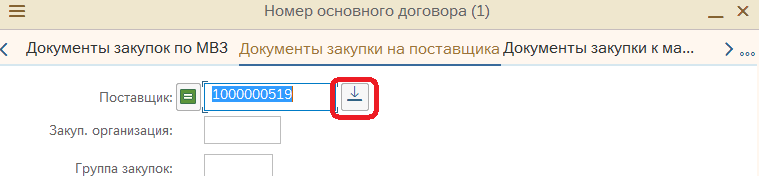 Номер основного договора (1)
Документы закупок по МВЗ Документы закупки на поставщика Документы закупки к ма...
Поставщик: 1000000519
Закуп. организация:
Группа закупок: